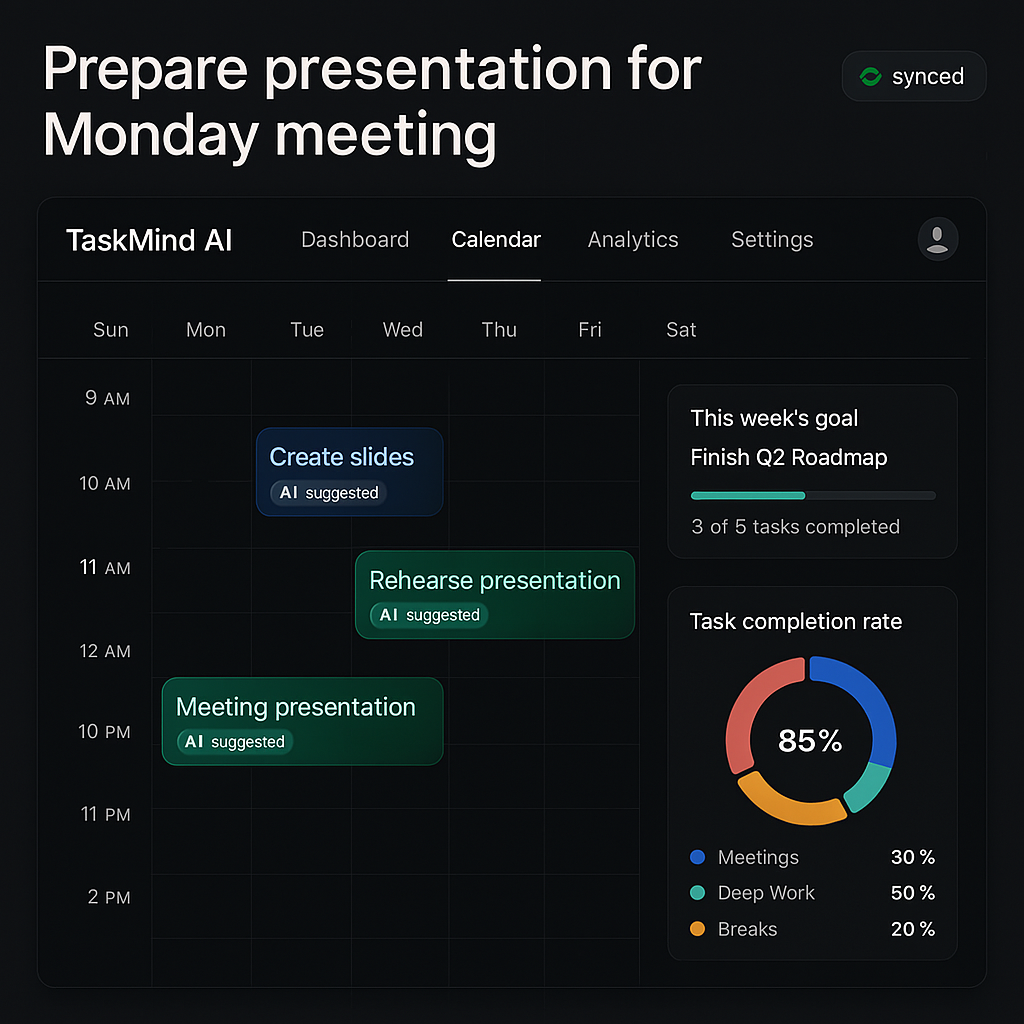 Prepare presentation for
Monday meeting
synced
TaskMind AI Dashboard Calendar Analytics Settings
Sun Mon Tue Wed Thu Fri Sat
9 AM
Create slides
AI suggested
10 AM
11 AM
Rehearse presentation
AI suggested
12 AM
Meeting presentation
AI suggested
10 PM
11 PM
2 PM
This week's goal
Finish Q2 Roadmap
3 of 5 tasks completed
Task completion rate
85%
Meetings 30 %
Deep Work 50 %
Breaks 20 %